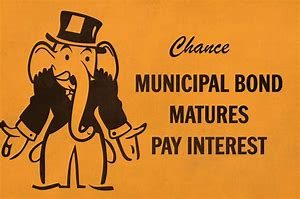 Chance
MUNICIPAL BOND
MATURES
PAY INTEREST